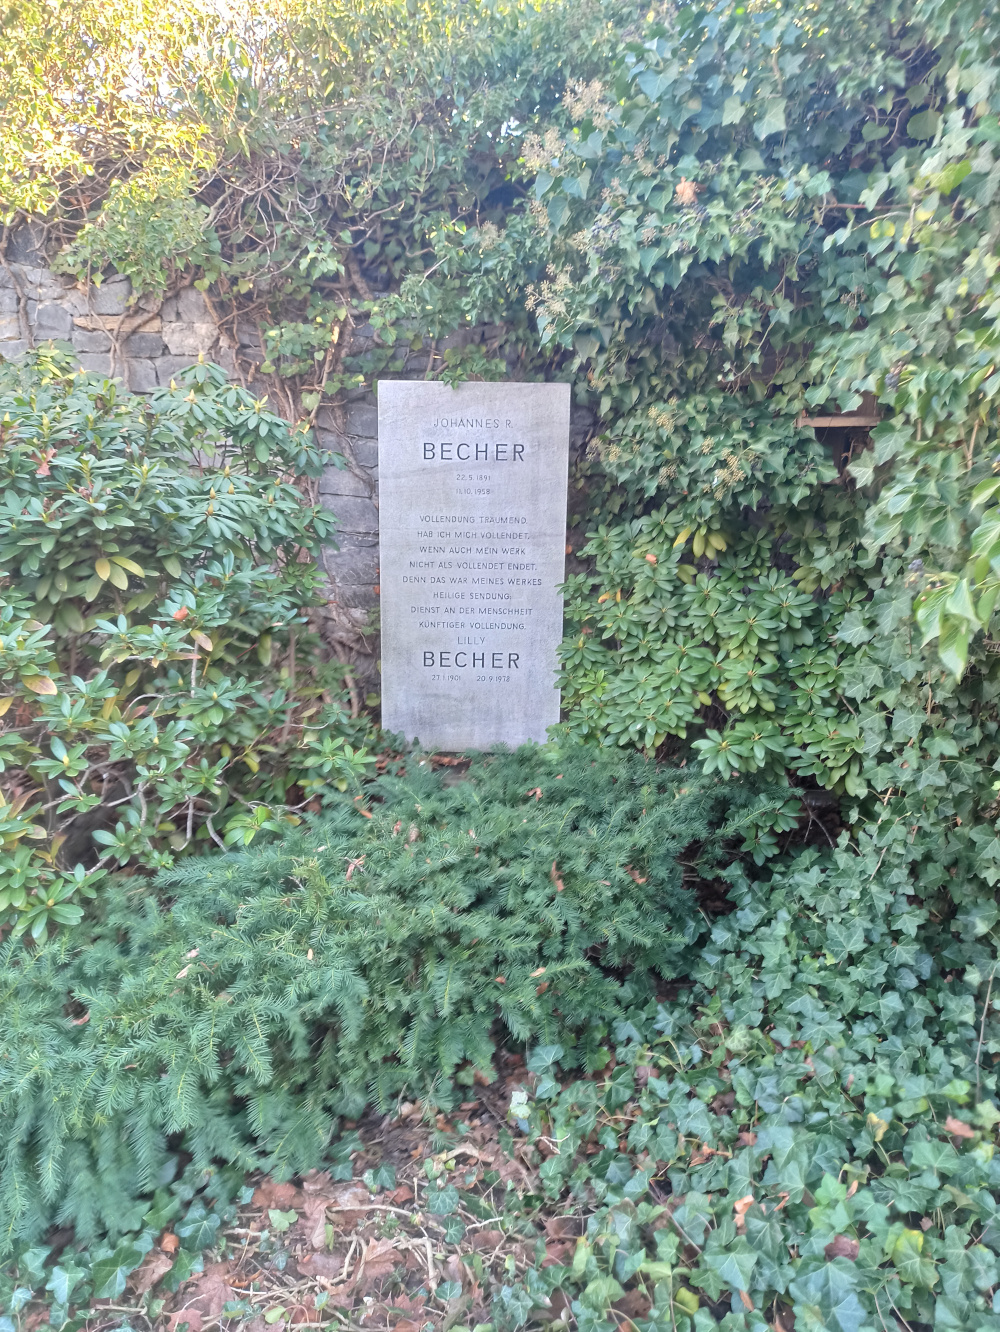 JOHANNES R.
BECHER
22.5.1891
11.10.1958
VOLLENDUNG TRÄUMEND
HAB ICH MICH VOLLENDET,
WENN AUCH MEIN WERK
NICHT ALS VOLLENDET ENDET.
DENN DAS WAR MEINES WERKES
HEILIGE SENDUNG:
DIENST AN DER MENSCHHEIT
KÜNFTIGER VOLLENDUNG.
LILLY
BECHER
27.1.1901 20.9.1978